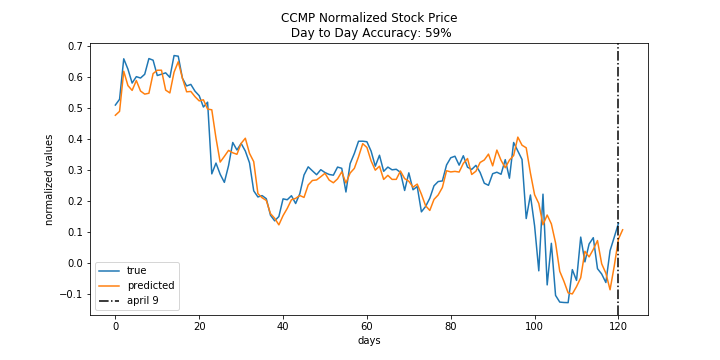 CCMP Normalized Stock Price
Day to Day Accuracy: 59%
normalized values
0.7
0.6
0.5
0.4
0.3
0.2
0.1
0.0
−0.1
true
predicted
april 9
0
20
40
60
80
100
120
days